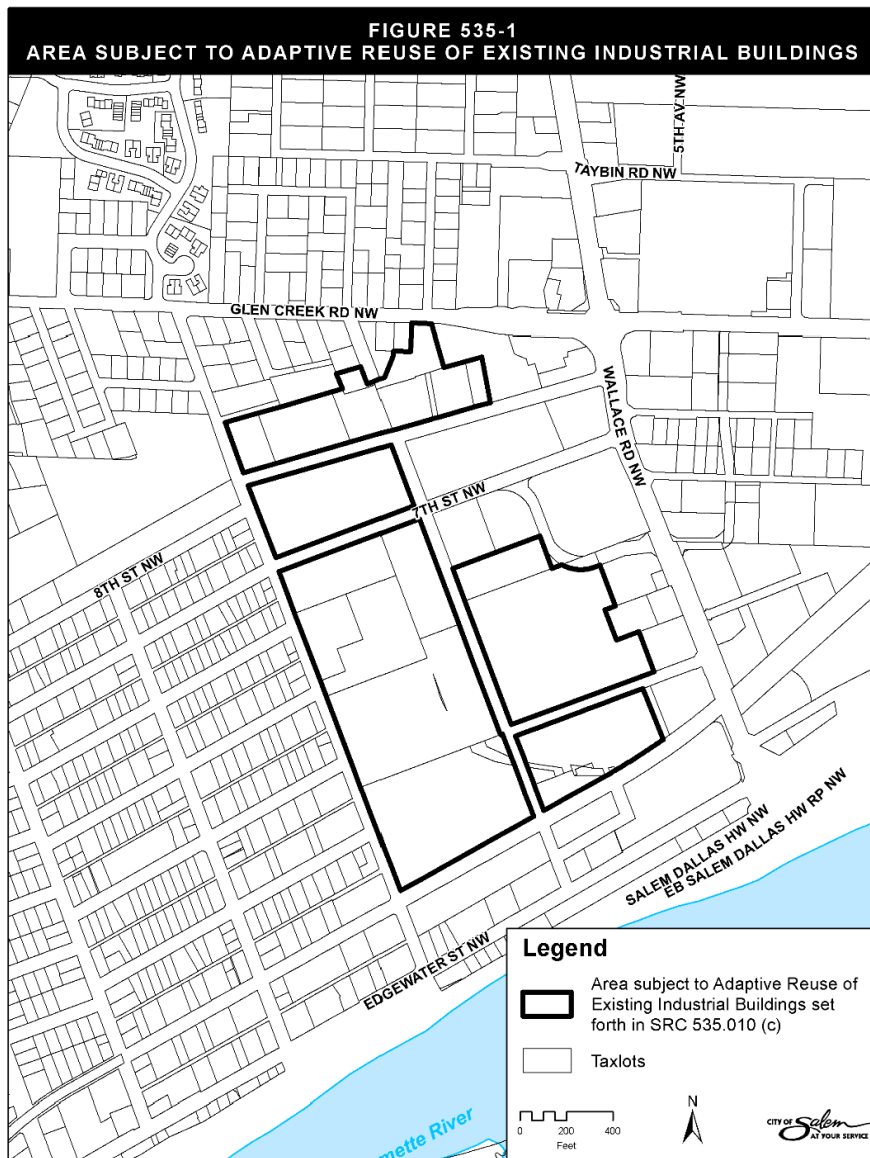 FIGURE 535-1
AREA SUBJECT TO ADAPTIVE REUSE OF EXISTING INDUSTRIAL BUILDINGS
5TH AV NW
TAYBIN RD NW
GLEN CREEK RD NW
WALLACE RD NW
7TH ST NW
8TH ST NW
SALEM DALLAS HW NW
EB SALEM DALLAS HW RP NW
EDGEWATER ST NW
Legend
Area subject to Adaptive Reuse of
Existing Industrial Buildings set
forth in SRC 535.010 (c)
Taxlots
mette River
N
0 200 400
Feet
CITY OF Salem
AT YOUR SERVICE